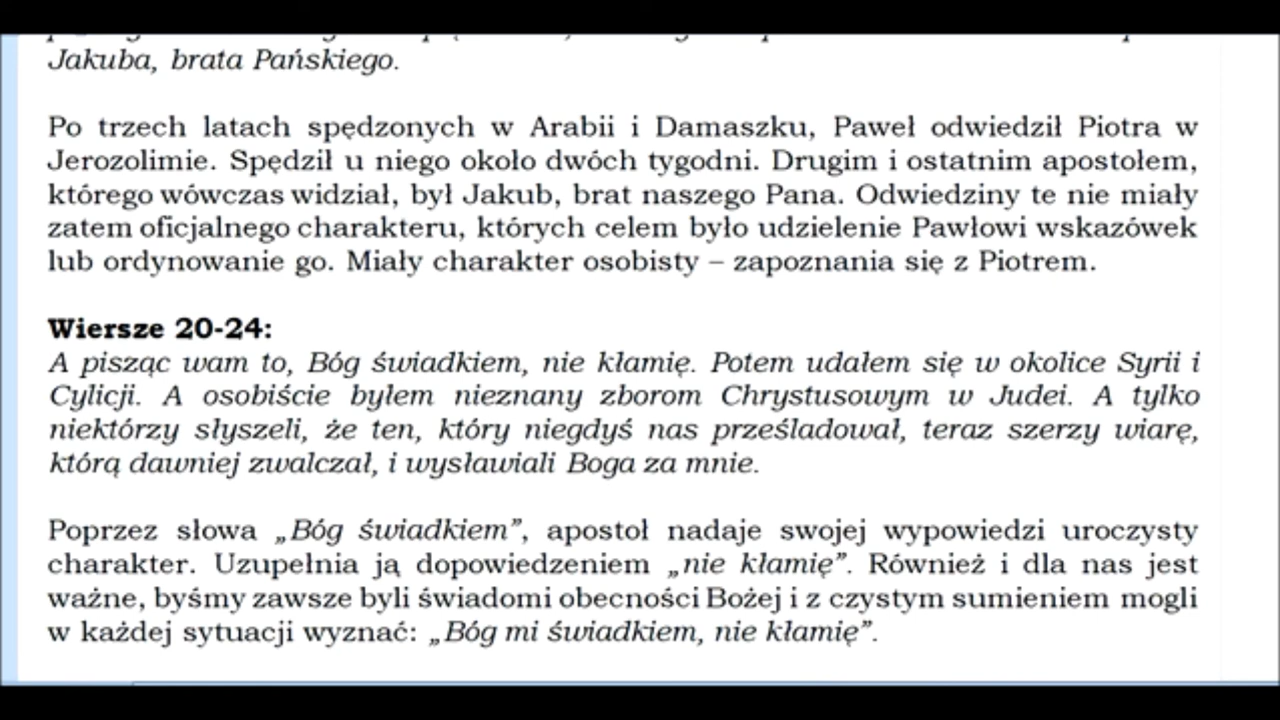 Jakuba, brata Pańskiego.
Po trzech latach spędzonych w Arabii i Damaszku, Paweł odwiedził Piotra w
Jerozolimie. Spędził u niego około dwóch tygodni. Drugim i ostatnim apostołem,
którego wówczas widział, był Jakub, brat naszego Pana. Odwiedziny te nie miały
zatem oficjalnego charakteru, których celem było udzielenie Pawłowi wskazówek
lub ordynowanie go. Miały charakter osobisty – zapoznania się z Piotrem.
Wiersze 20-24:
A pisząc wam to, Bóg świadkiem, nie kłamię. Potem udałem się w okolice Syrii i
Cylicji. A osobiście byłem nieznany zborom Chrystusowym w Judei. A tylko
niektórzy słyszeli, że ten, który niegdyś nas prześladował, teraz szerzy wiarę,
którą dawniej zwalczał, i wysławiali Boga za mnie.
Poprzez słowa „Bóg świadkiem”, apostoł nadaje swojej wypowiedzi uroczysty
charakter. Uzupełnia ją dopowiedzeniem „nie kłamię”. Również i dla nas jest
ważne, byśmy zawsze byli świadomi obecności Bożej i z czystym sumieniem mogli
w każdej sytuacji wyznać: „Bóg mi świadkiem, nie kłamię”.